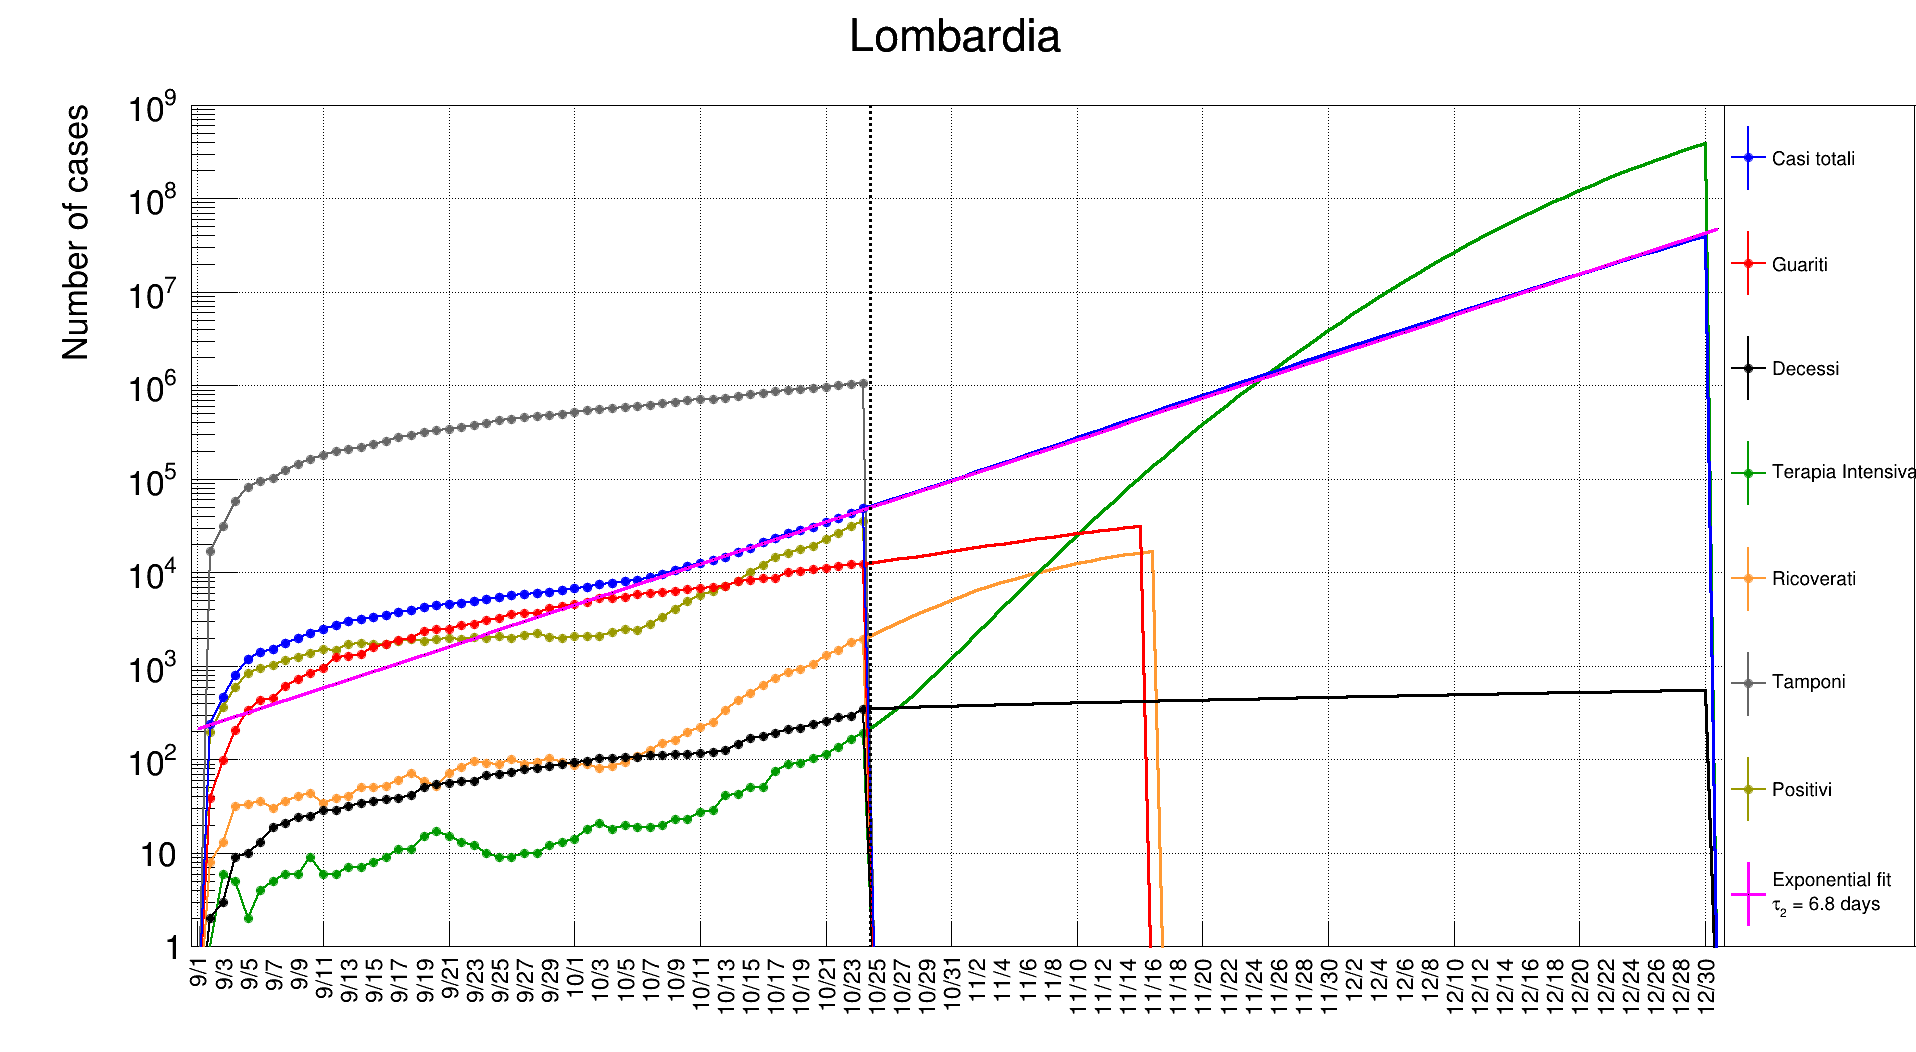 Lombardia
Number of cases
10^9
10^8
10^7
10^6
10^5
10^4
10^3
10^2
10
1
9/1 9/3 9/5 9/7 9/9 9/11 9/13 9/15 9/17 9/19 9/21 9/23 9/25 9/27 9/29 10/1 10/3 10/5 10/7 10/9 10/11 10/13 10/15 10/17 10/19 10/21 10/23 10/25 10/27 10/29 10/31 11/2 11/4 11/6 11/8 11/10 11/12 11/14 11/16 11/18 11/20 11/22 11/24 11/26 11/28 11/30 12/2 12/4 12/6 12/8 12/10 12/12 12/14 12/16 12/18 12/20 12/22 12/24 12/26 12/28 12/30
Casi totali
Guariti
Decessi
Terapia Intensiva
Ricoverati
Tamponi
Positivi
Exponential fit
τ₂ = 6.8 days